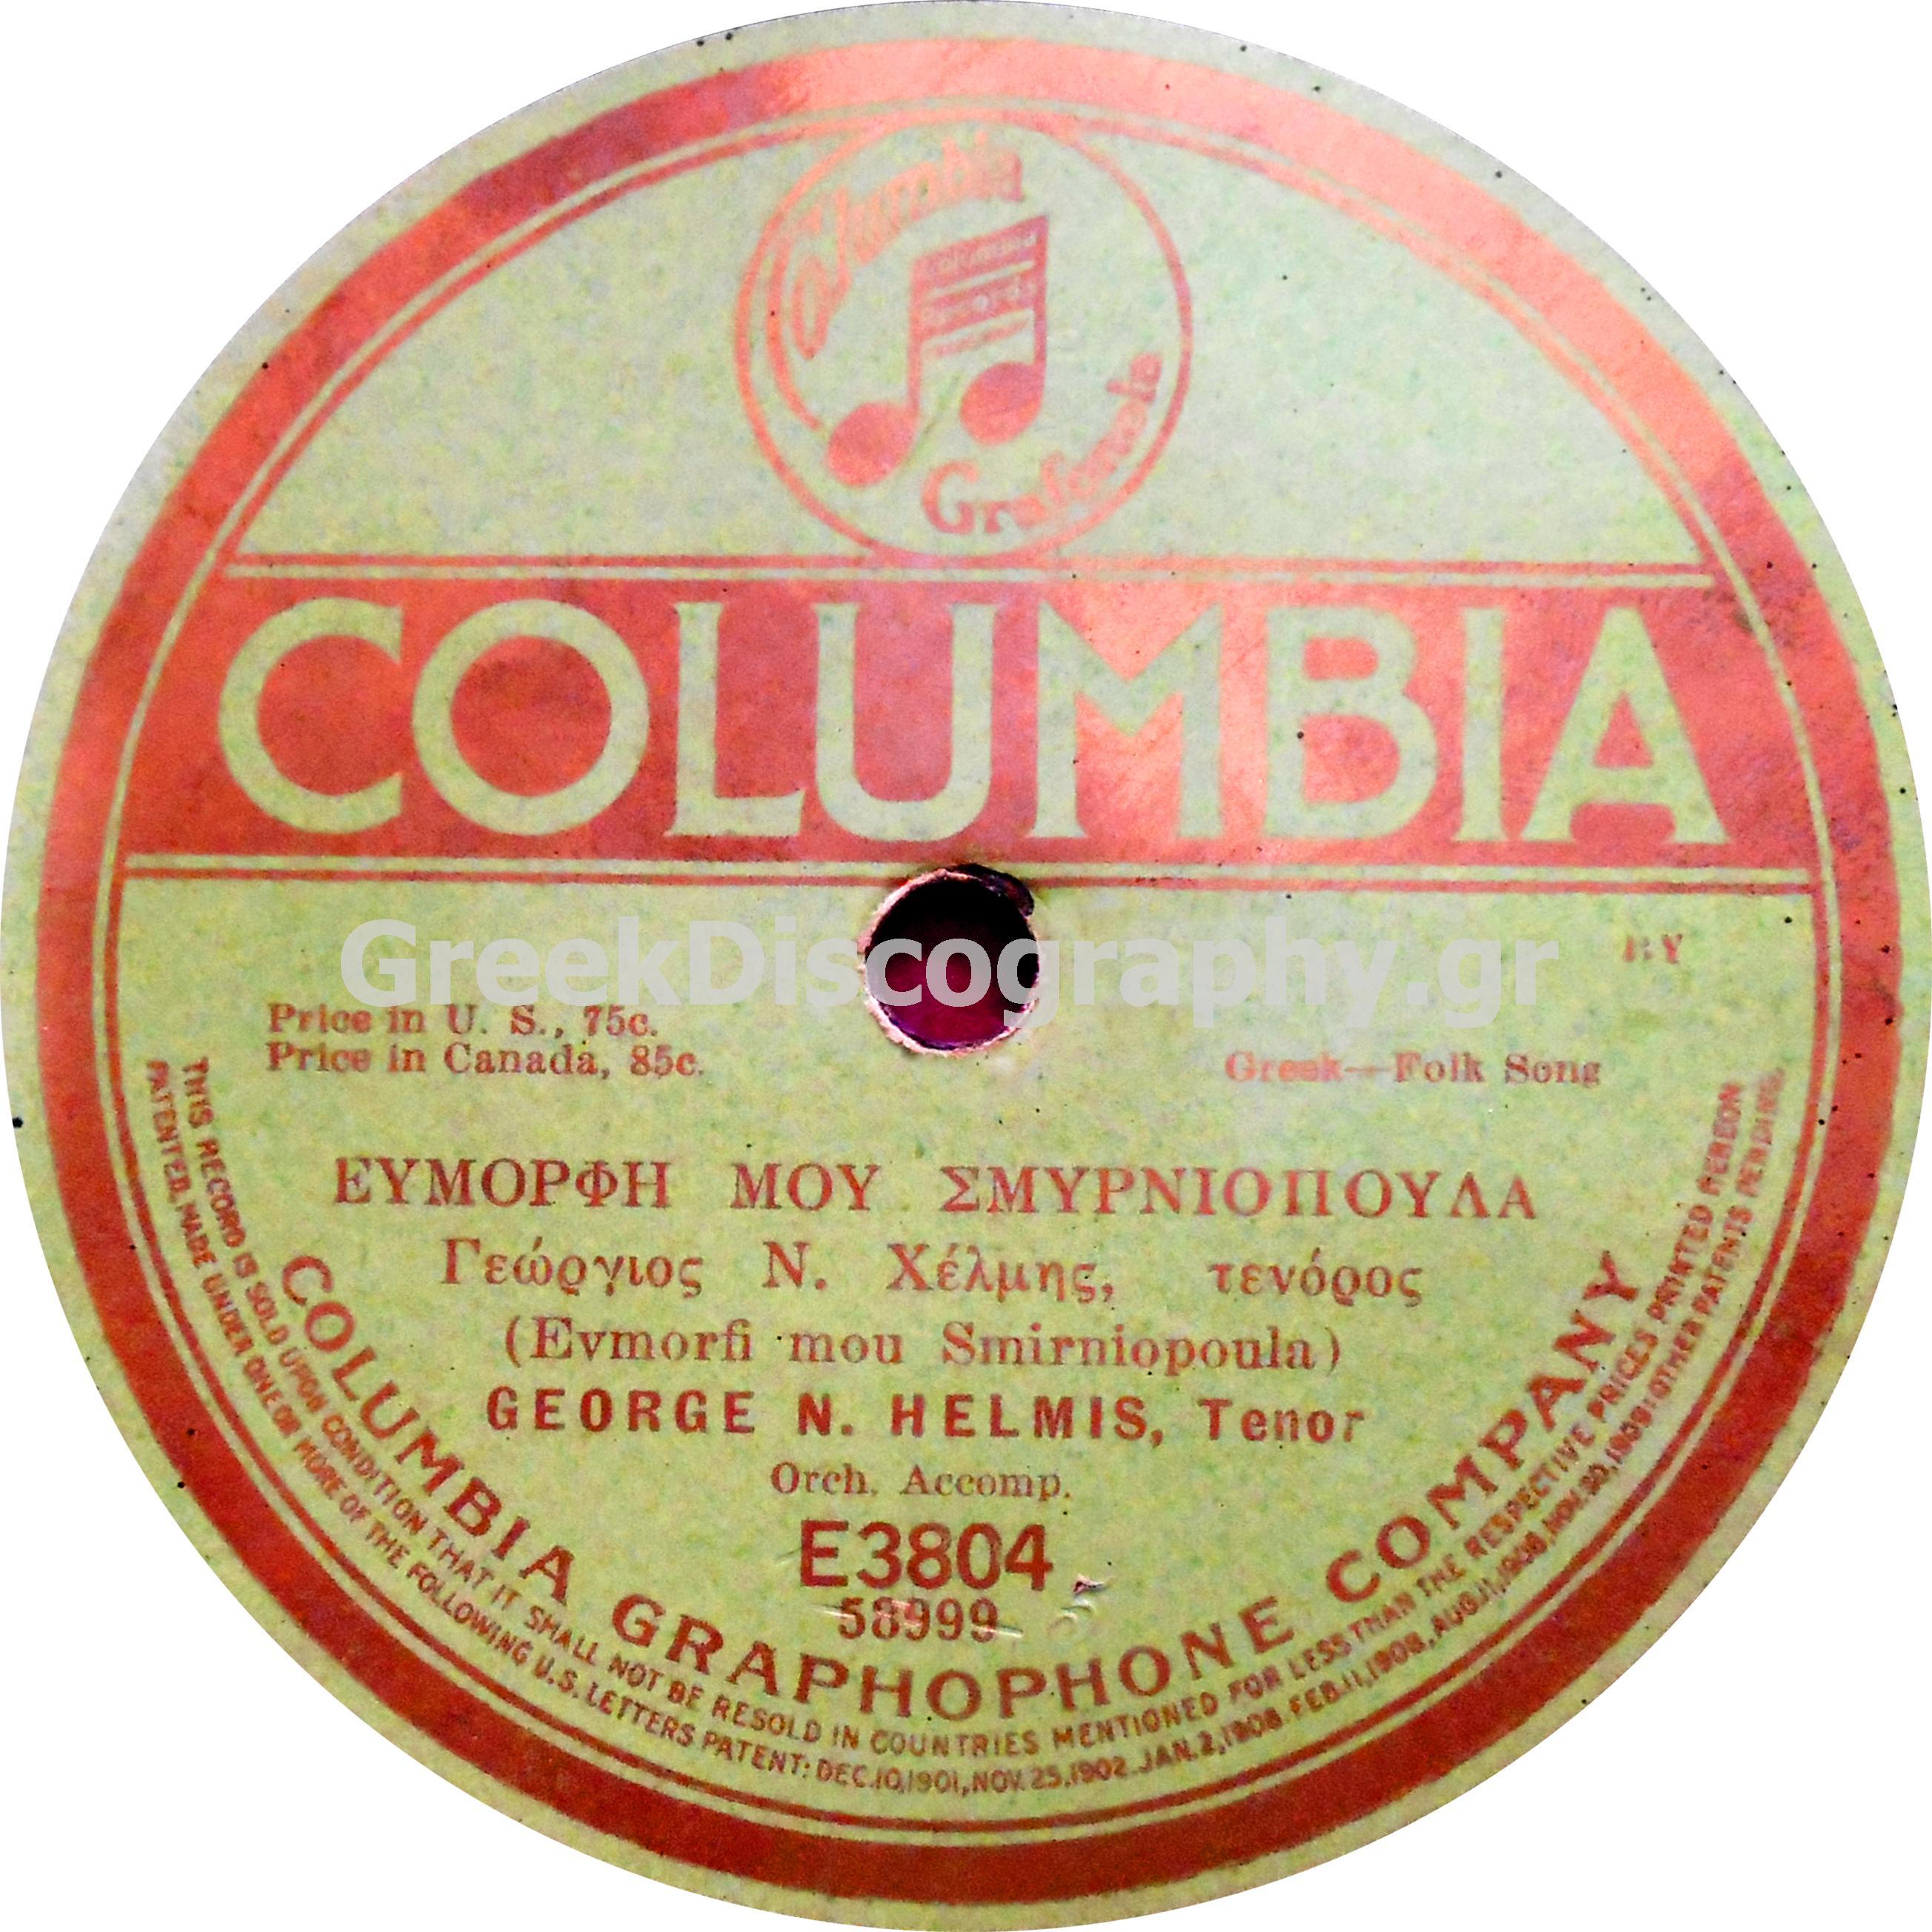 Columbia
Columbia
Records
Grafonola
COLUMBIA
GreekDiscography.gr
BY
Price in U. S., 75c.
Price in Canada, 85c.
Greek—Folk Song
ΕΥΜΟΡΦΗ ΜΟΥ ΣΜΥΡΝΙΟΠΟΥΛΑ
Γεώργιος Ν. Χέλμης, τενόρος
(Evmorfi mou Smirniopoula)
GEORGE N. HELMIS, Tenor
Orch. Accomp.
E3804
58999
COLUMBIA GRAPHOPHONE COMPANY
THIS RECORD IS SOLD UPON CONDITION THAT IT SHALL NOT BE RESOLD IN COUNTRIES MENTIONED FOR LESS THAN THE RESPECTIVE PRICES PRINTED HEREON
PATENTED, MADE UNDER ONE OR MORE OF THE FOLLOWING U.S. LETTERS PATENT: DEC.10,1901, NOV. 25,1902. JAN. 2,1906 FEB.11,1908, AUG.11,1908, NOV.30,1909: OTHER PATENTS PENDING.